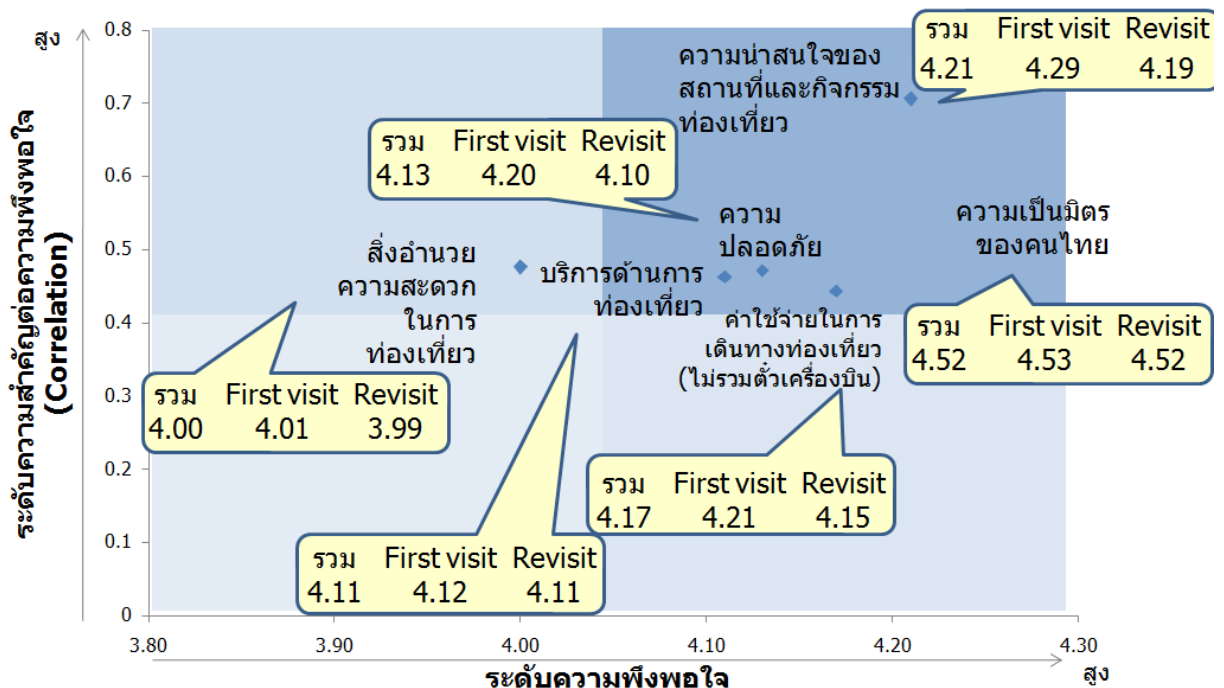 สูง
0.8
0.7
0.6
0.5
0.4
0.3
0.2
0.1
0
ระดับความสำคัญต่อความพึงพอใจ
(Correlation)
ความน่าสนใจของ
สถานที่และกิจกรรม
ท่องเที่ยว
รวม First visit Revisit
4.21 4.29 4.19
รวม First visit Revisit
4.13 4.20 4.10
ความ
ปลอดภัย
ความเป็นมิตร
ของคนไทย
สิ่งอำนวย
ความสะดวก
ในการ
ท่องเที่ยว
บริการด้านการ
ท่องเที่ยว
ค่าใช้จ่ายในการ
เดินทางท่องเที่ยว
(ไม่รวมตั๋วเครื่องบิน)
รวม First visit Revisit
4.52 4.53 4.52
รวม First visit Revisit
4.00 4.01 3.99
รวม First visit Revisit
4.17 4.21 4.15
รวม First visit Revisit
4.11 4.12 4.11
3.80 3.90 4.00 4.10 4.20 4.30
ระดับความพึงพอใจ
สูง